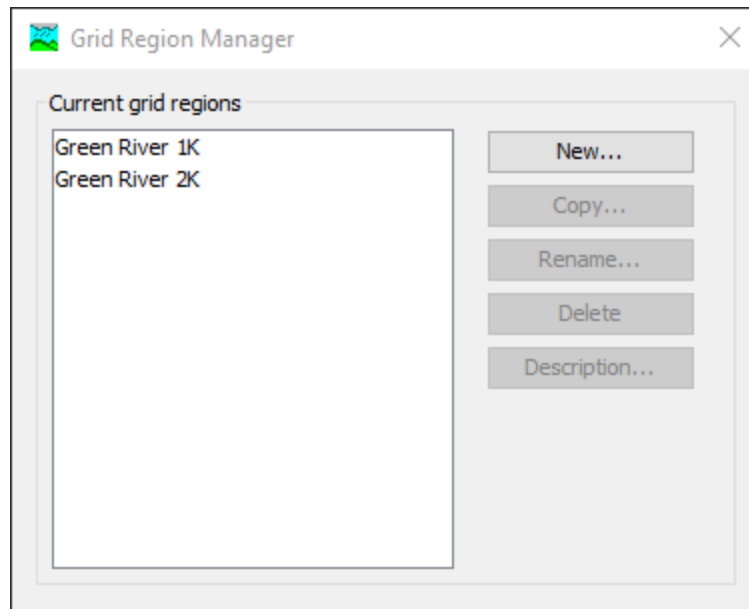 Grid Region Manager
Current grid regions
Green River 1K
Green River 2K
New...
Copy...
Rename...
Delete
Description...